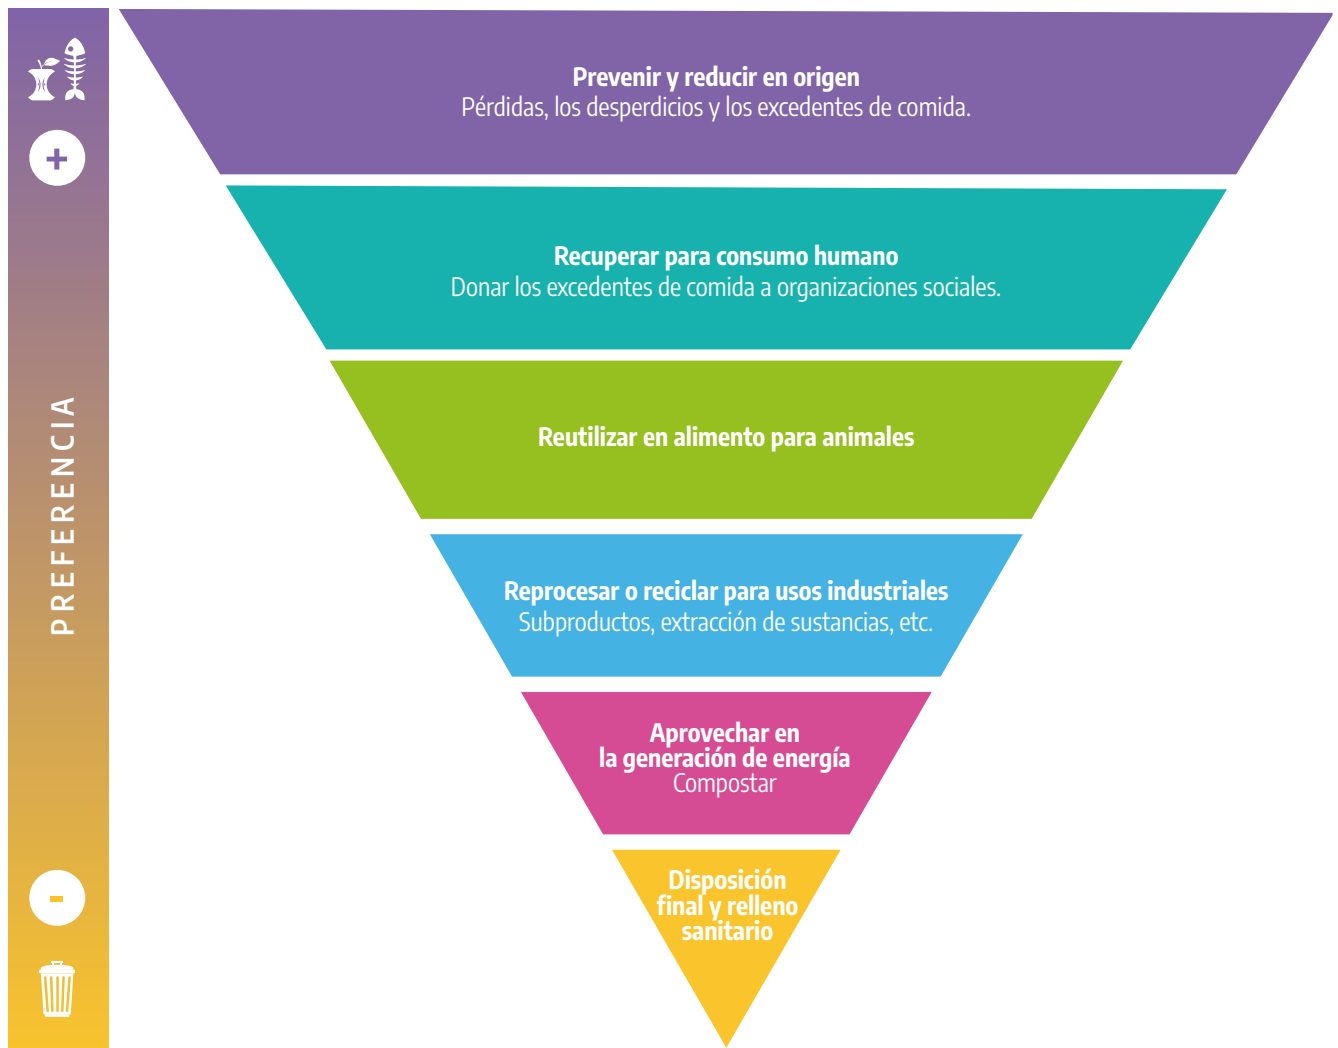 +
PREFERENCIA
-
Prevenir y reducir en origen
Pérdidas, los desperdicios y los excedentes de comida.
Recuperar para consumo humano
Donar los excedentes de comida a organizaciones sociales.
Reutilizar en alimento para animales
Reprocesar o reciclar para usos industriales
Subproductos, extracción de sustancias, etc.
Aprovechar en
la generación de energía
Compostar
Disposición
final y relleno
sanitario